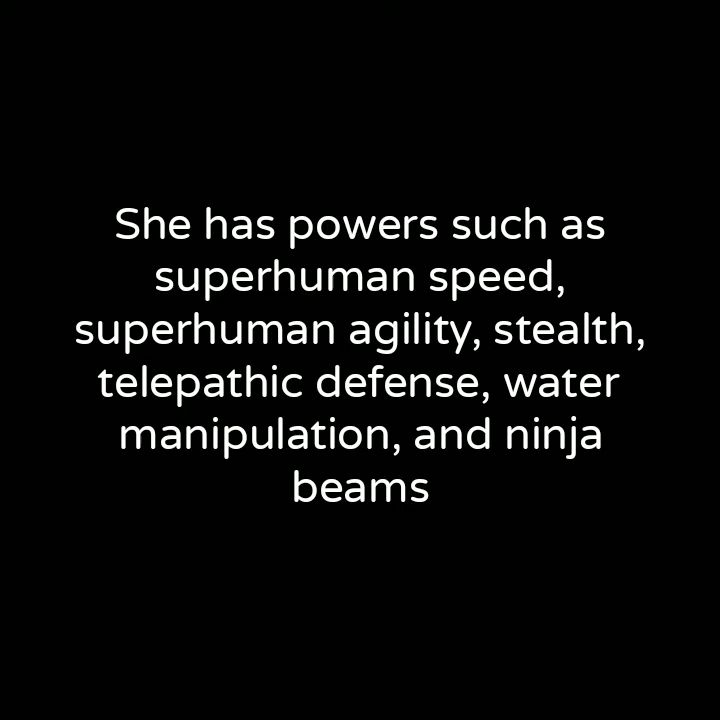 She has powers such as
superhuman speed,
superhuman agility, stealth,
telepathic defense, water
manipulation, and ninja
beams